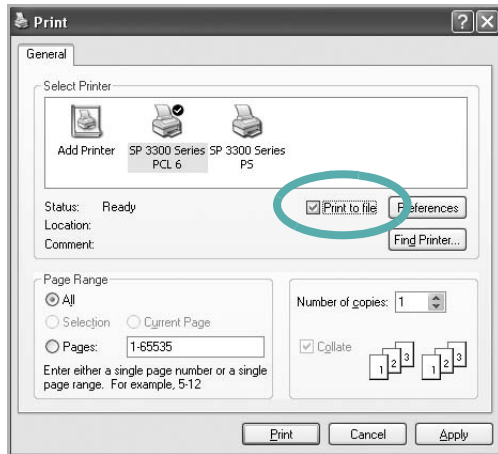 Print
General
Select Printer
Add Printer
SP 3300 Series
PCL 6
SP 3300 Series
PS
Status: Ready
Location:
Comment:
Print to file
Preferences
Find Printer...
Page Range
All
Selection
Current Page
Pages: 1-65535
Enter either a single page number or a single
page range. For example, 5-12
Number of copies: 1
Collate
1 2 3 1 2 3
Print
Cancel
Apply